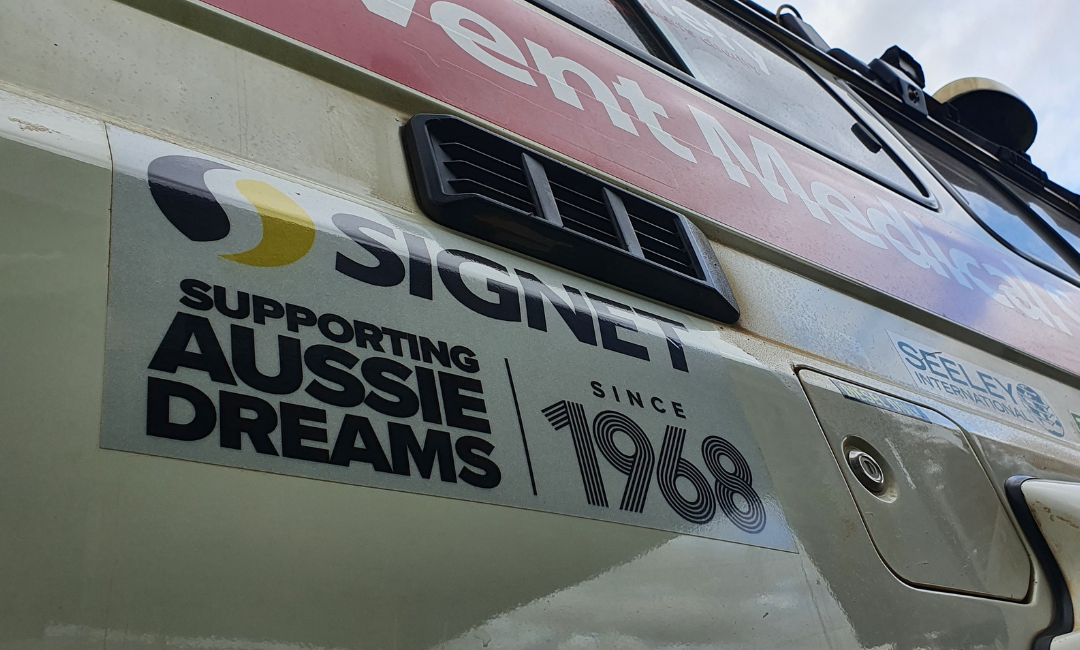 vent Medical
SIGNET
SUPPORTING
AUSSIE
DREAMS
SINCE
1968
SEELEY
INTERNATIONAL